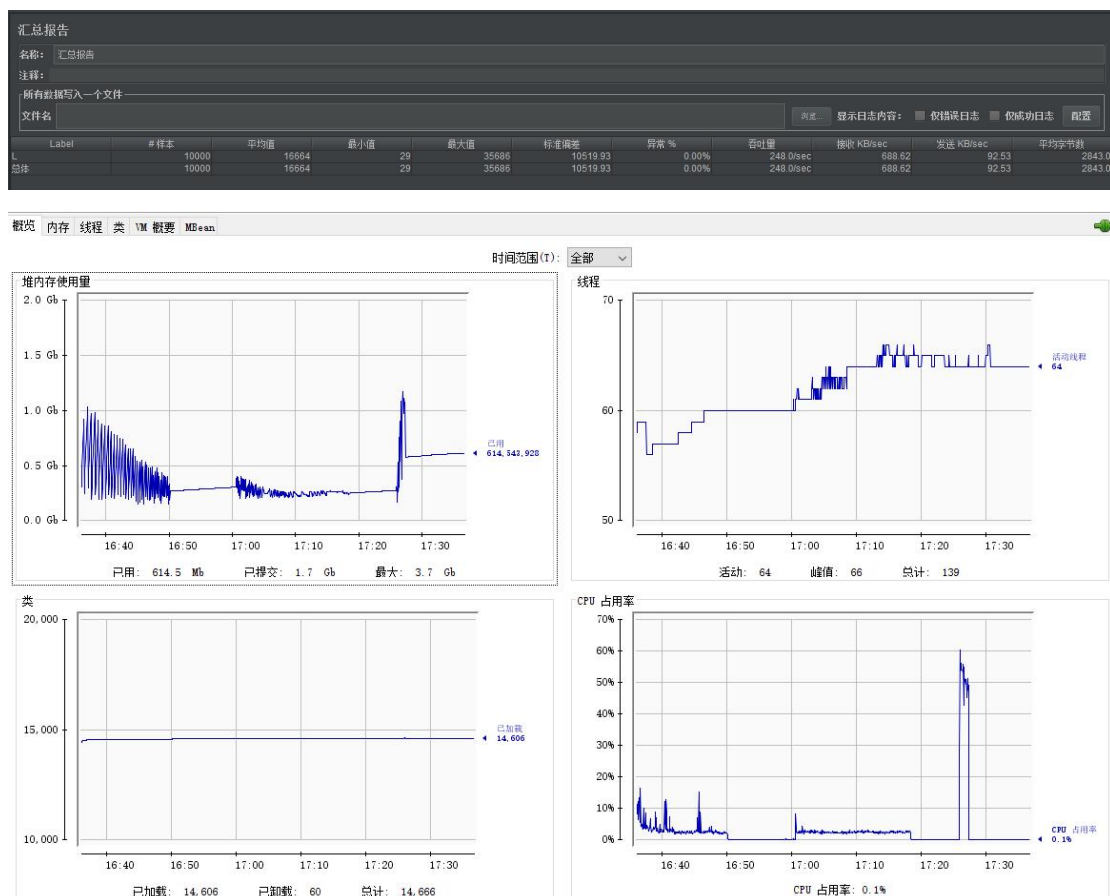 汇总报告
名称： 汇总报告
注释：
所有数据写入一个文件
文件名 浏览... 显示日志内容： 仅错误日志 仅成功日志 配置
Label # 样本 平均值 最小值 最大值 标准偏差 异常 % 吞吐量 接收 KB/sec 发送 KB/sec 平均字节数
L 10000 16664 29 35686 10519.93 0.00% 248.0/sec 688.62 92.53 2843.0
总体 10000 16664 29 35686 10519.93 0.00% 248.0/sec 688.62 92.53 2843.0
概览 内存 线程 类 VM 概要 MBean
时间范围(T)： 全部
堆内存使用量
2.0 Gb
1.5 Gb
1.0 Gb
0.5 Gb
0.0 Gb
已用
614,543,928
16:40 16:50 17:00 17:10 17:20 17:30
已用： 614.5 Mb 已提交： 1.7 Gb 最大： 3.7 Gb
线程
70
60
50
活动线程
64
16:40 16:50 17:00 17:10 17:20 17:30
活动： 64 峰值： 66 总计： 139
类
20,000
15,000
10,000
已加载
14,606
16:40 16:50 17:00 17:10 17:20 17:30
已加载： 14,606 已卸载： 60 总计： 14,666
CPU 占用率
70%
60%
50%
40%
30%
20%
10%
0%
CPU 占用率
0.1%
16:40 16:50 17:00 17:10 17:20 17:30
CPU 占用率： 0.1%